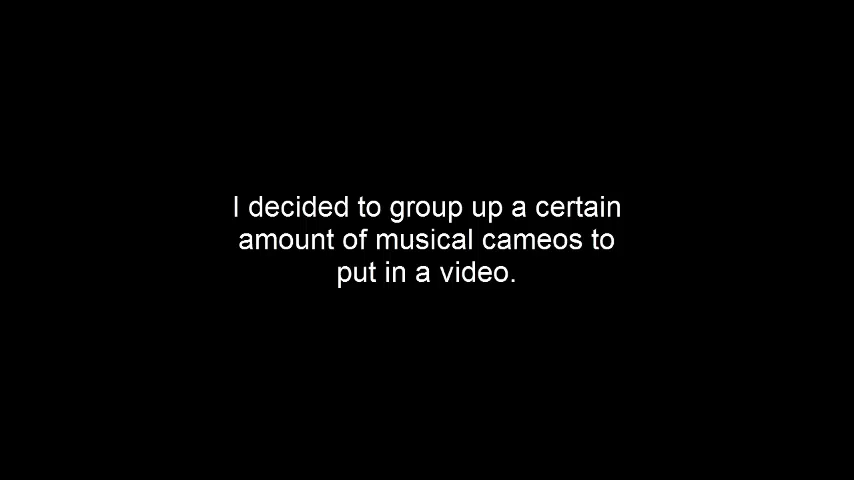 I decided to group up a certain
amount of musical cameos to
put in a video.